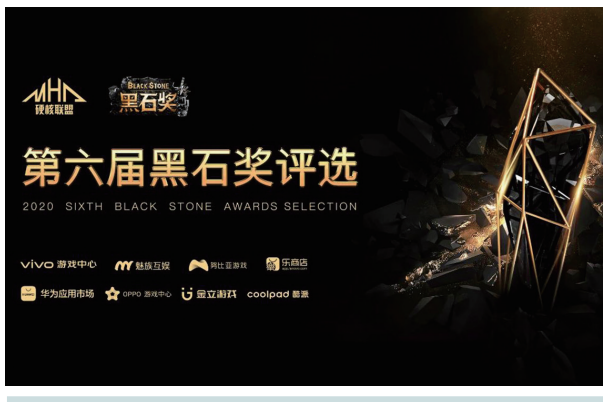 MHA
硬核联盟
BLACK STONE
黑石奖
第六届黑石奖评选
2020 SIXTH BLACK STONE AWARDS SELECTION
vivo 游戏中心 魅族互娱 努比亚游戏 乐商店
华为应用市场 OPPO 游戏中心 金立游戏 coolpad 酷派